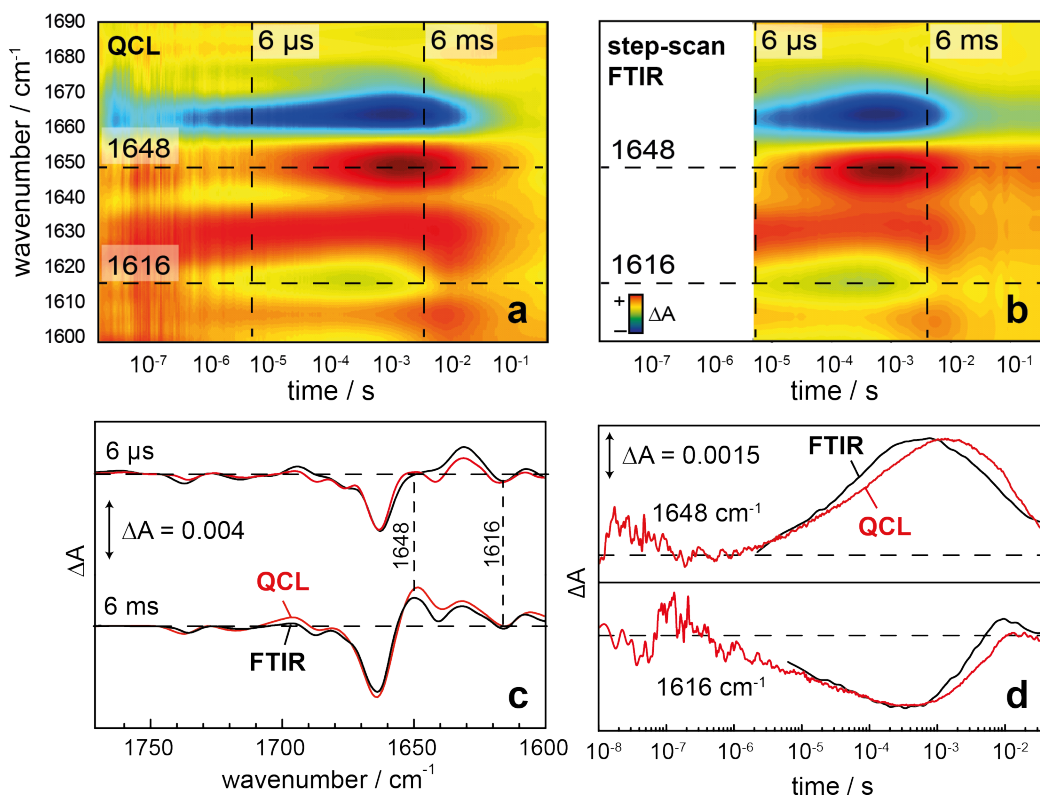 QCL
6 µs
6 ms
wavenumber / cm-1
1690
1680
1670
1660
1650
1640
1630
1620
1610
1600
1648
1616
a
10-7
10-6
10-5
10-4
10-3
10-2
10-1
time / s
step-scan
FTIR
6 µs
6 ms
1648
1616
+
–
ΔA
b
10-7
10-6
10-5
10-4
10-3
10-2
10-1
time / s
6 µs
ΔA = 0.004
1648
1616
ΔA
QCL
6 ms
FTIR
c
1750
1700
1650
1600
wavenumber / cm-1
ΔA = 0.0015
FTIR
QCL
1648 cm-1
ΔA
1616 cm-1
d
10-8
10-7
10-6
10-5
10-4
10-3
10-2
time / s